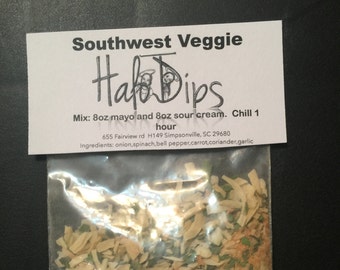 Southwest Veggie
Halo Dips
Mix: 8oz mayo and 8oz sour cream. Chill 1
hour
655 Fairview rd H149 Simpsonville, SC 29680
Ingredients: onion,spinach,bell pepper,carrot,coriander,garlic